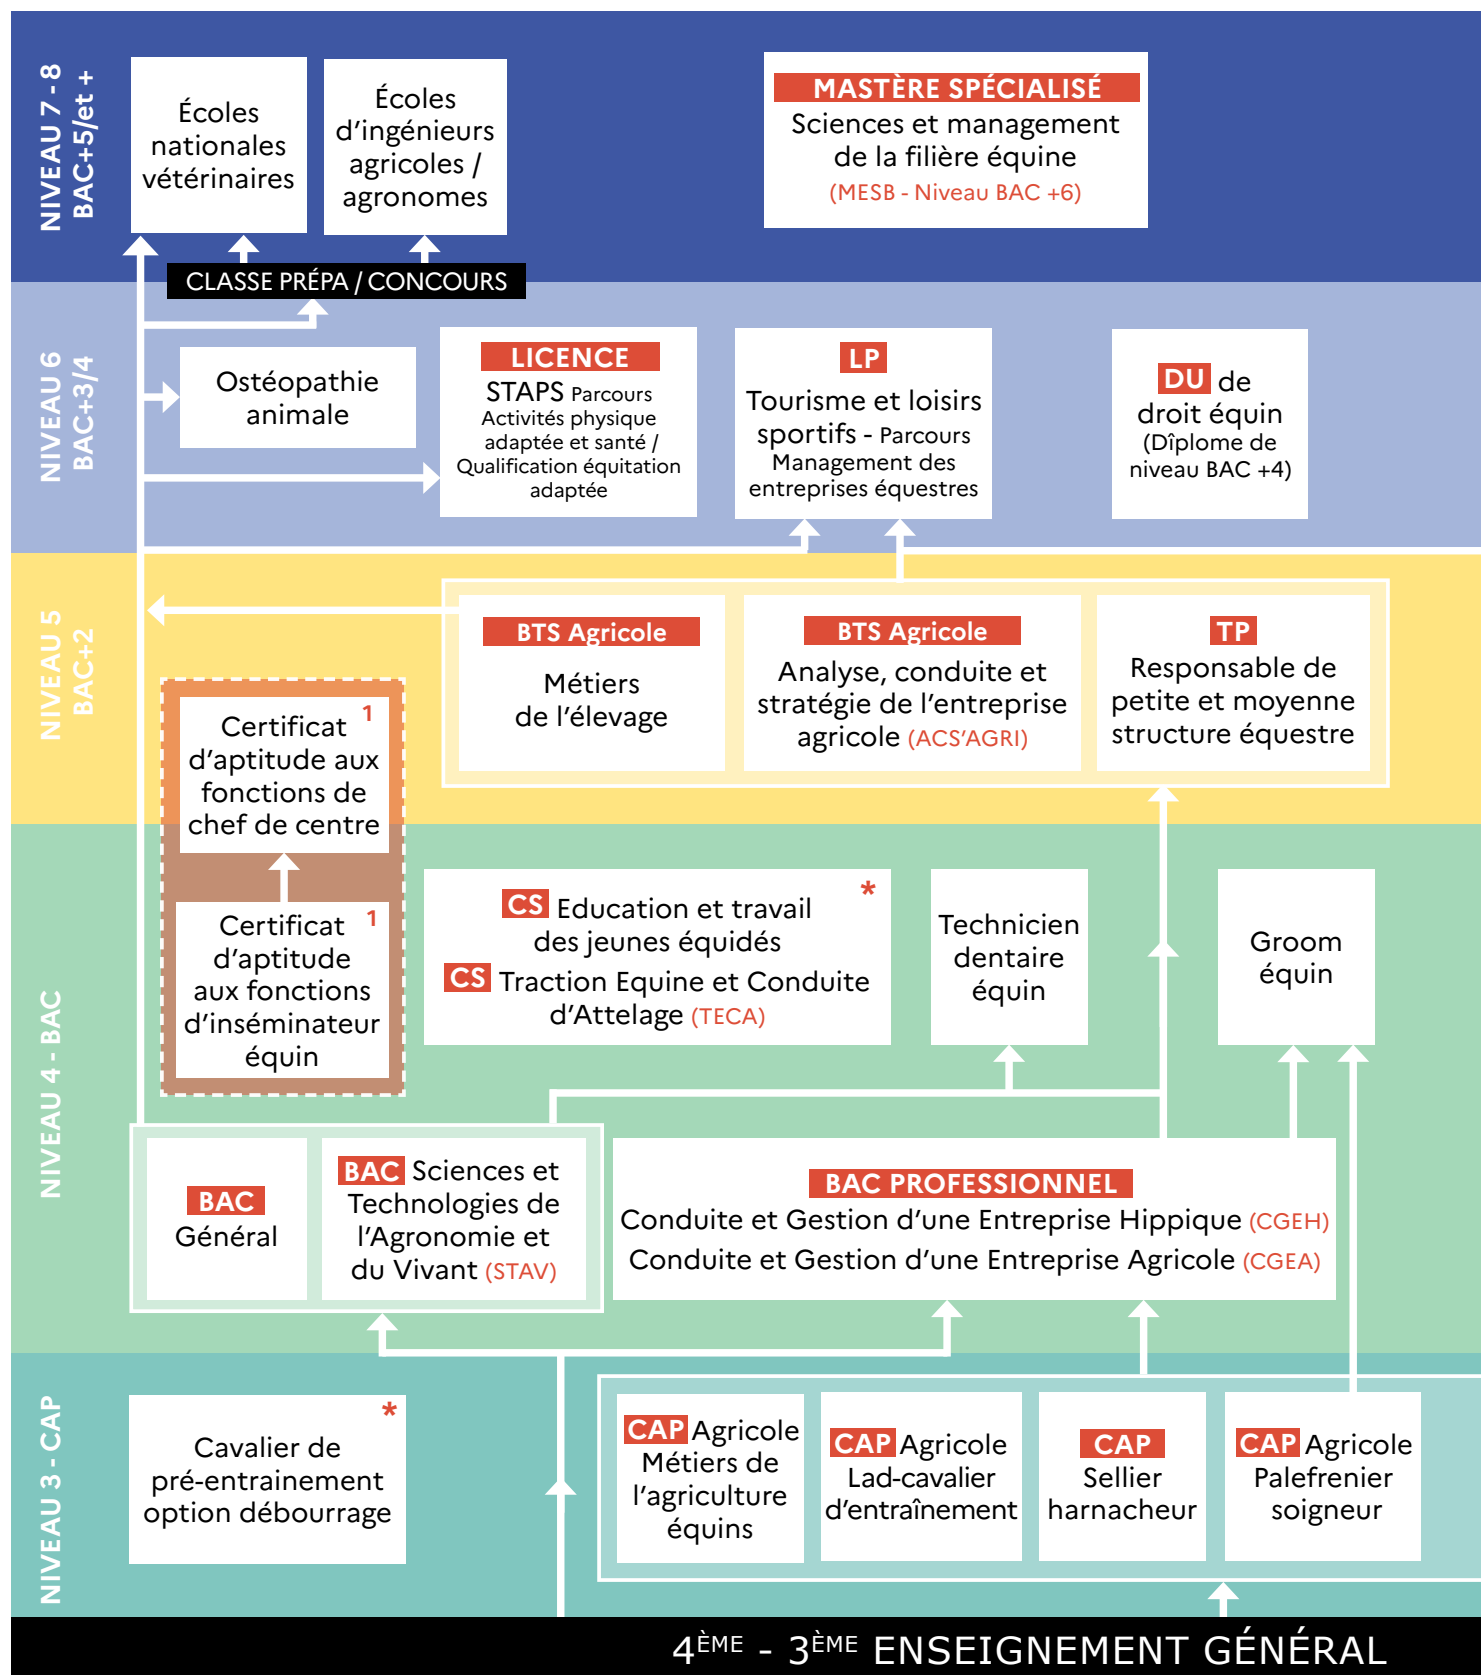 NIVEAU 7 - 8
BAC+5/et +
Écoles
nationales
vétérinaires
Écoles
d'ingénieurs
agricoles /
agronomes
MASTÈRE SPÉCIALISÉ
Sciences et management
de la filière équine
(MESB - Niveau BAC +6)
CLASSE PRÉPA / CONCOURS
NIVEAU 6
BAC+3/4
Ostéopathie
animale
LICENCE
STAPS Parcours
Activités physique
adaptée et santé /
Qualification équitation
adaptée
LP
Tourisme et loisirs
sportifs - Parcours
Management des
entreprises équestres
DU de
droit équin
(Dîplome de
niveau BAC +4)
NIVEAU 5
BAC+2
BTS Agricole
Métiers
de l'élevage
BTS Agricole
Analyse, conduite et
stratégie de l'entreprise
agricole (ACS'AGRI)
TP
Responsable de
petite et moyenne
structure équestre
Certificat 1
d'aptitude aux
fonctions de
chef de centre
NIVEAU 4 - BAC
Certificat 1
d'aptitude
aux fonctions
d'inséminateur
équin
*
CS Education et travail
des jeunes équidés
CS Traction Equine et Conduite
d'Attelage (TECA)
Technicien
dentaire
équin
Groom
équin
BAC
Général
BAC Sciences et
Technologies de
l'Agronomie et
du Vivant (STAV)
BAC PROFESSIONNEL
Conduite et Gestion d'une Entreprise Hippique (CGEH)
Conduite et Gestion d'une Entreprise Agricole (CGEA)
NIVEAU 3 - CAP
*
Cavalier de
pré-entrainement
option débourrage
CAP Agricole
Métiers de
l'agriculture
équins
CAP Agricole
Lad-cavalier
d'entraînement
CAP
Sellier
harnacheur
CAP Agricole
Palefrenier
soigneur
4ÈME - 3ÈME ENSEIGNEMENT GÉNÉRAL